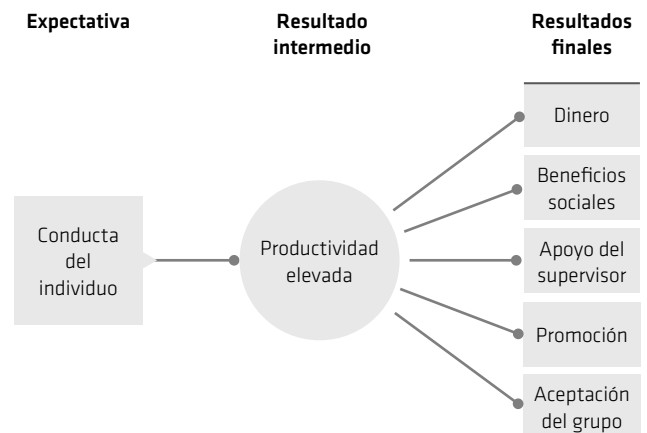 Expectativa
Resultado
intermedio
Resultados
finales
Conducta
del
individuo
Productividad
elevada
Dinero
Beneficios
sociales
Apoyo del
supervisor
Promoción
Aceptación
del grupo